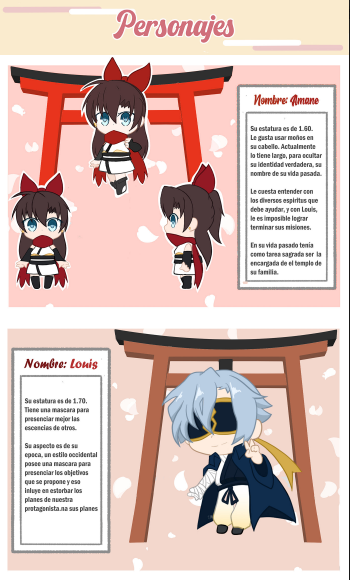 Personajes
Nombre: Amane
Su estatura es de 1.60.
Le gusta usar moños en
su cabello. Actualmente
lo tiene largo, para ocultar
su identidad verdadera, su
nombre de su vida pasada.
Le cuesta entender con
los diversos espiritus que
debe ayudar, y con Louis,
le es imposible lograr
terminar sus misiones.
En su vida pasado tenía
como tarea sagrada ser la
encargada de el templo de
su familia.
Nombre: Louis
Su estatura es de 1.70.
Tiene una mascara para
presenciar mejor las
escencias de otros.
Su aspecto es de su
epoca, un estilo occidental
posee una mascara para
presenciar los objetivos
que se propone y eso
inluye en estorbar los
planes de nuestra
protagonista.na sus planes